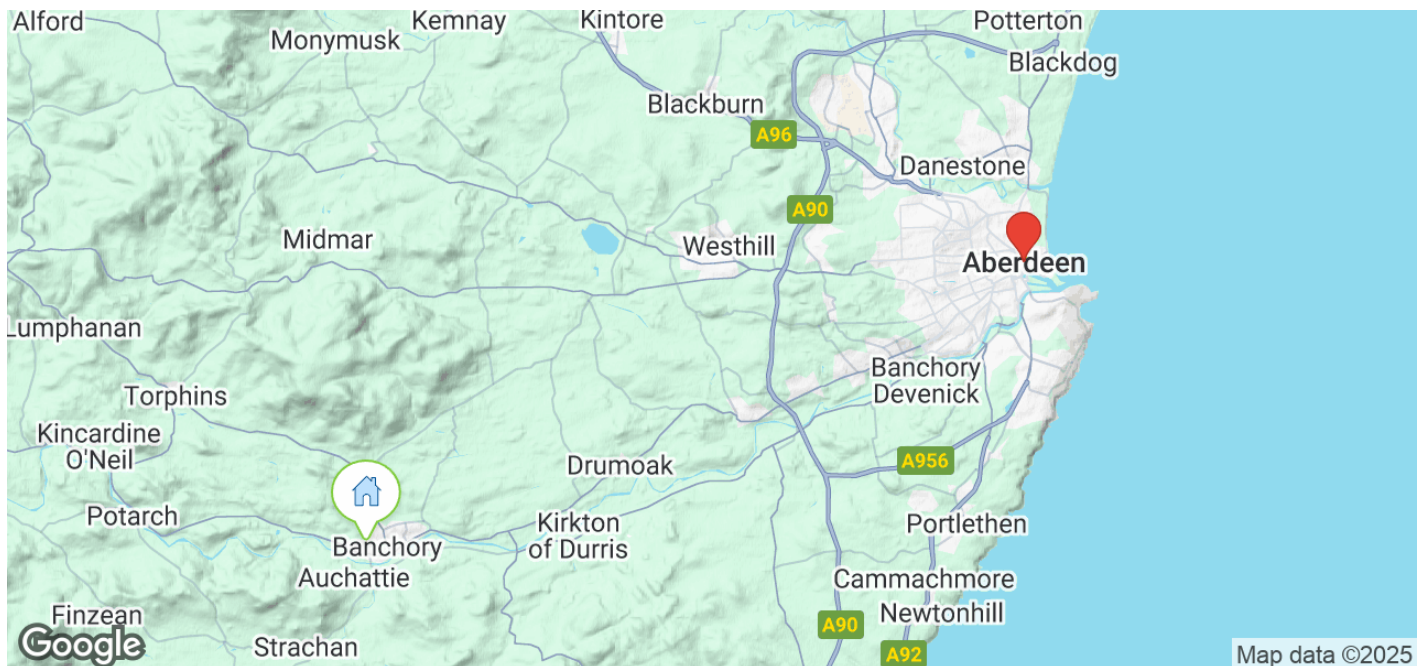 Alford
Kemnay
Kintore
Potterton
Monymusk
Blackdog
Blackburn
A96
Danestone
A90
Midmar
Westhill
Aberdeen
Lumphanan
Banchory
Devenick
Torphins
Kincardine
O'Neil
Drumoak
A956
Potarch
Kirkton
of Durris
Portlethen
Banchory
Auchattie
Cammachmore
Finzean
Newtonhill
A90
Strachan
A92
Google
Map data ©2025